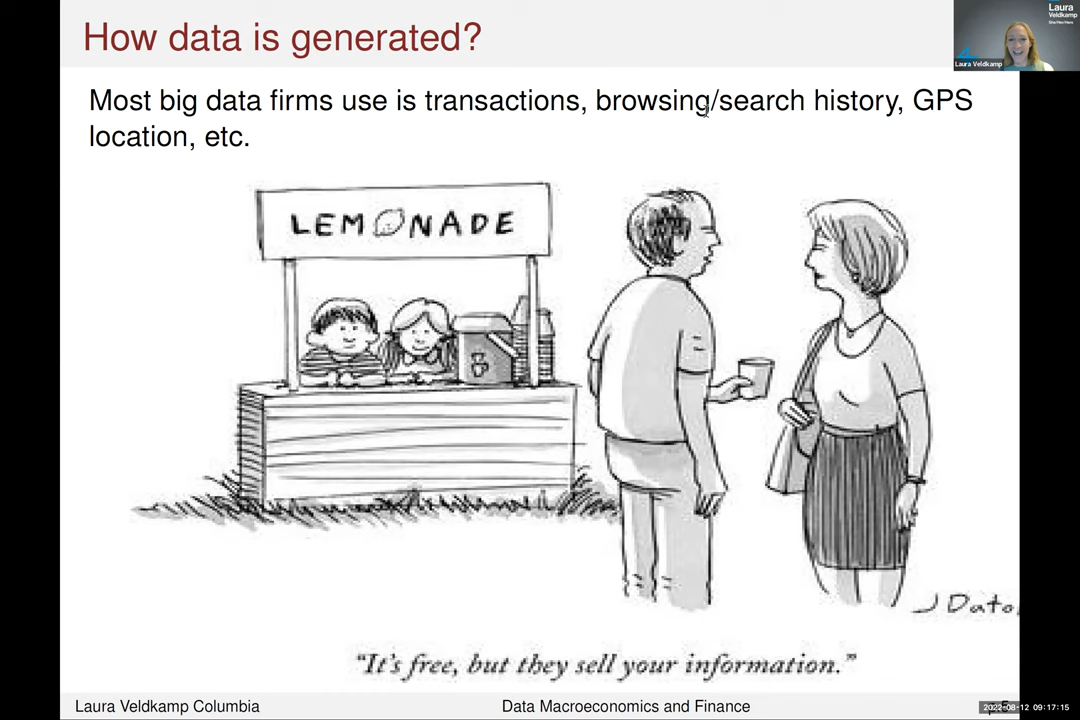 How data is generated?
Laura
Veldkamp
Laura Veldkamp
Most big data firms use is transactions, browsing/search history, GPS
location, etc.
LEMONADE
J Dato
"It's free, but they sell your information."
Laura Veldkamp Columbia
Data Macroeconomics and Finance
2022-08-12 09:17:15